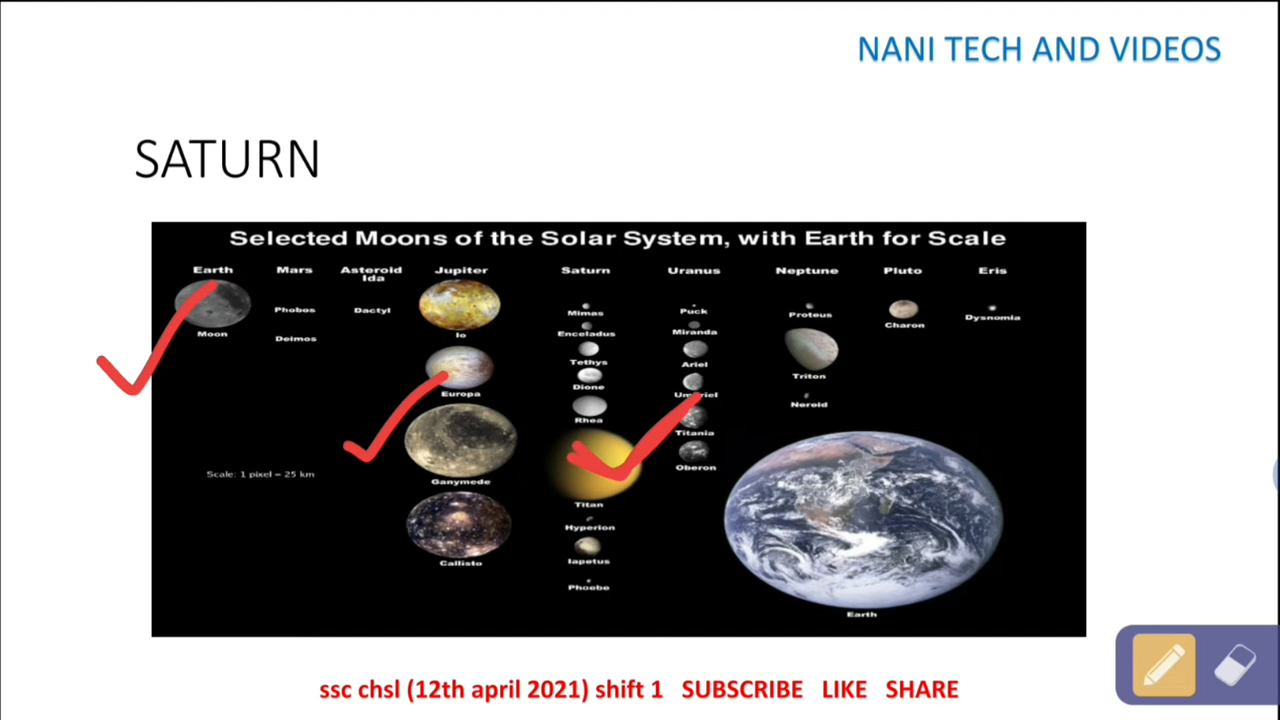 NANI TECH AND VIDEOS
SATURN
Selected Moons of the Solar System, with Earth for Scale
Earth Mars Asteroid Ida Jupiter Saturn Uranus Neptune Pluto Eris
Moon
Phobos
Deimos
Dactyl
Io
Europa
Ganymede
Callisto
Mimas
Enceladus
Tethys
Dione
Rhea
Titan
Hyperion
Iapetus
Phoebe
Puck
Miranda
Ariel
Umbriel
Titania
Oberon
Proteus
Triton
Nereid
Charon
Dysnomia
Scale: 1 pixel = 25 km
Earth
ssc chsl (12th april 2021) shift 1 SUBSCRIBE LIKE SHARE